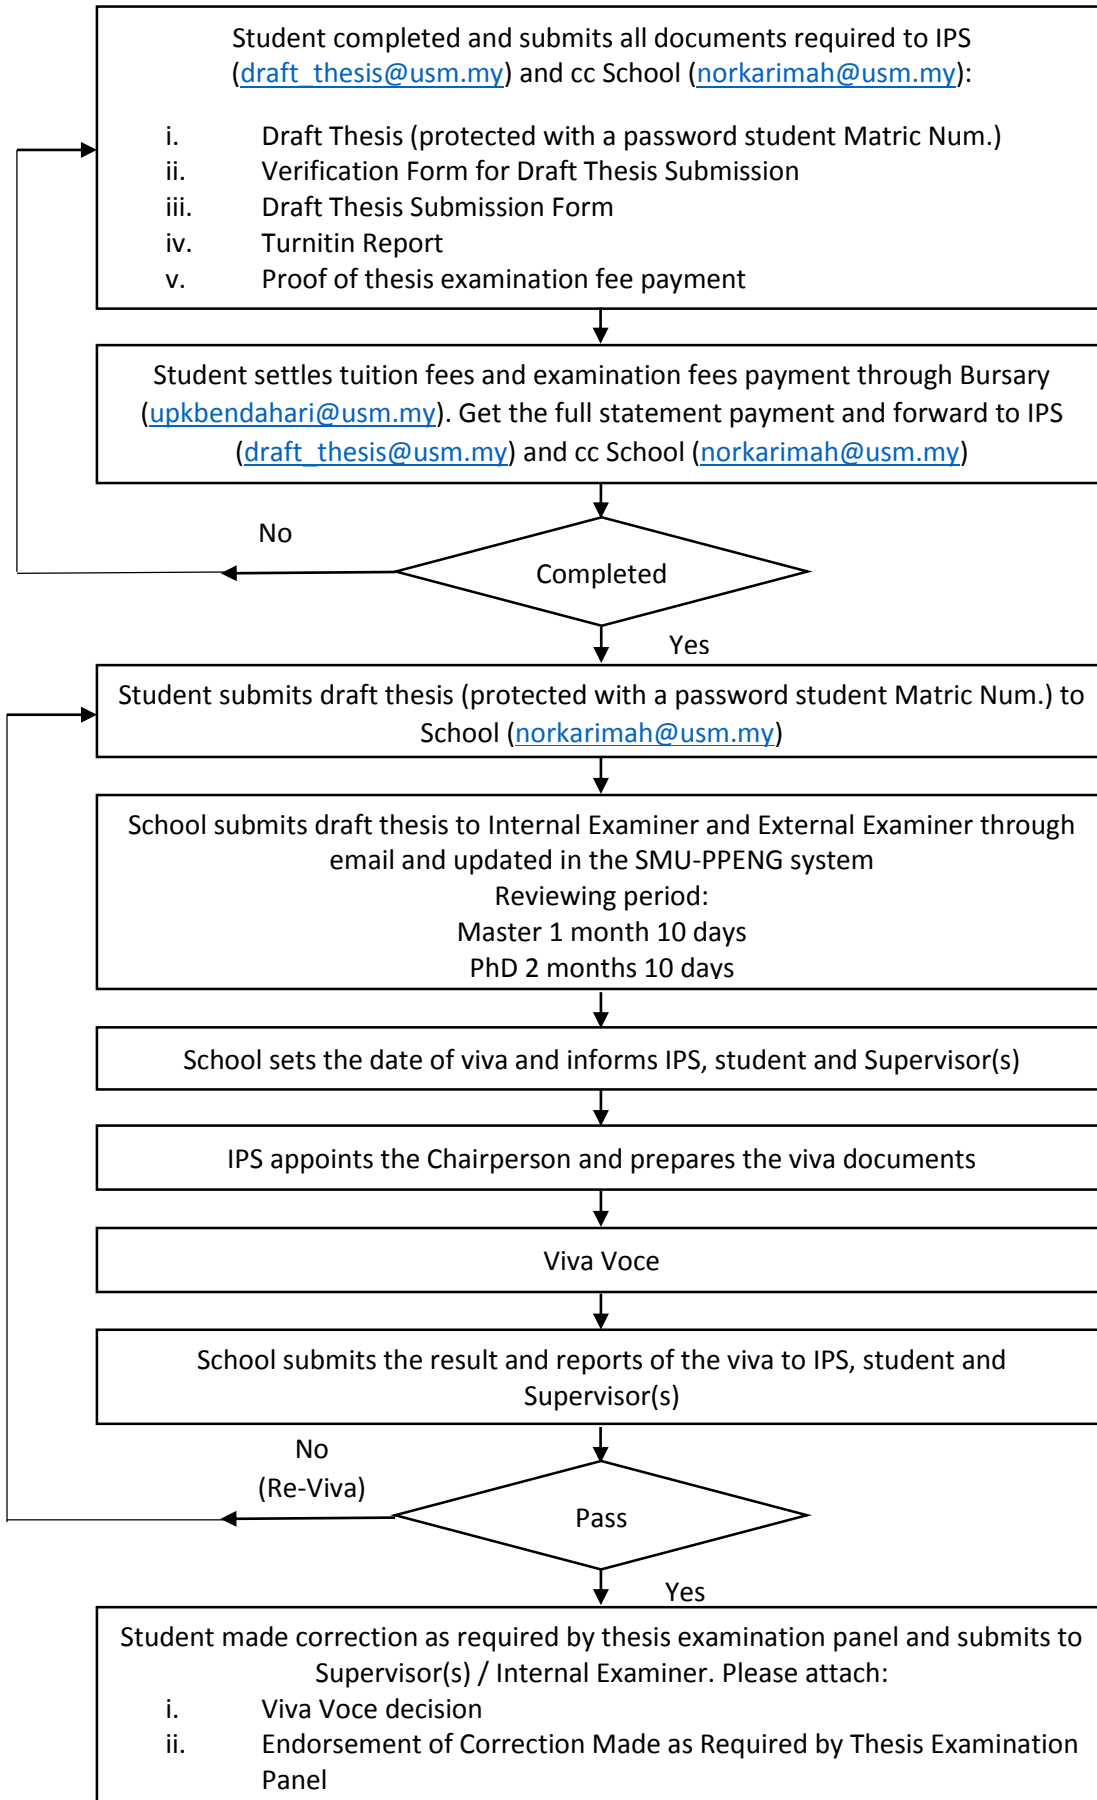 Student completed and submits all documents required to IPS
(draft_thesis@usm.my) and cc School (norkarimah@usm.my):
i. Draft Thesis (protected with a password student Matric Num.)
ii. Verification Form for Draft Thesis Submission
iii. Draft Thesis Submission Form
iv. Turnitin Report
v. Proof of thesis examination fee payment
Student settles tuition fees and examination fees payment through Bursary
(upkbendahari@usm.my). Get the full statement payment and forward to IPS
(draft_thesis@usm.my) and cc School (norkarimah@usm.my)
No
Completed
Yes
Student submits draft thesis (protected with a password student Matric Num.) to
School (norkarimah@usm.my)
School submits draft thesis to Internal Examiner and External Examiner through
email and updated in the SMU-PPENG system
Reviewing period:
Master 1 month 10 days
PhD 2 months 10 days
School sets the date of viva and informs IPS, student and Supervisor(s)
IPS appoints the Chairperson and prepares the viva documents
Viva Voce
School submits the result and reports of the viva to IPS, student and
Supervisor(s)
No
(Re-Viva)
Pass
Yes
Student made correction as required by thesis examination panel and submits to
Supervisor(s) / Internal Examiner. Please attach:
i. Viva Voce decision
ii. Endorsement of Correction Made as Required by Thesis Examination
Panel